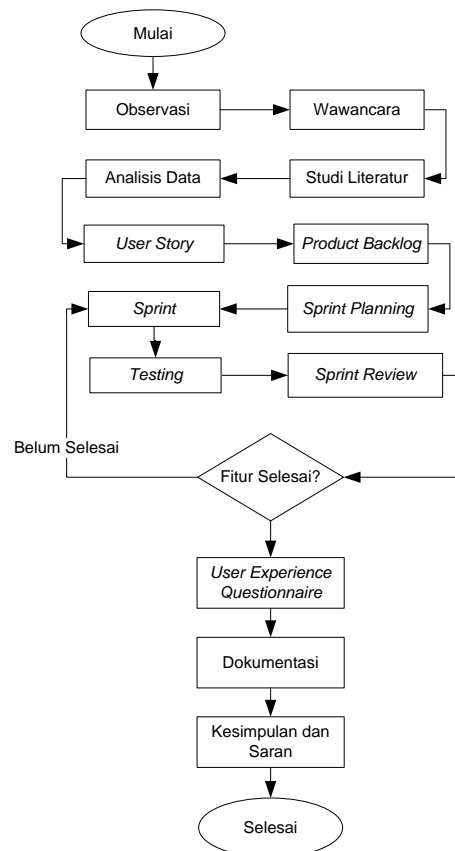 Mulai
Observasi
Wawancara
Analisis Data
Studi Literatur
User Story
Product Backlog
Sprint
Sprint Planning
Testing
Sprint Review
Belum Selesai
Fitur Selesai?
User Experience
Questionnaire
Dokumentasi
Kesimpulan dan
Saran
Selesai